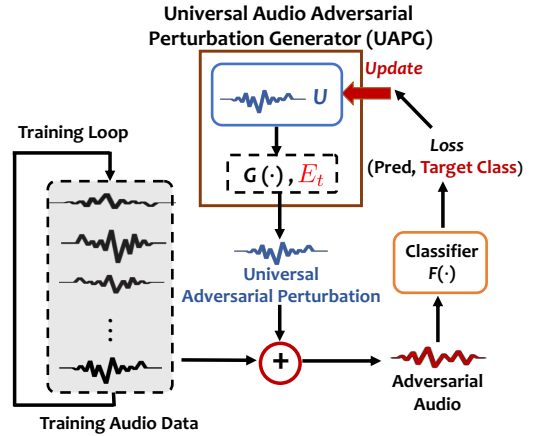 Universal Audio Adversarial
Perturbation Generator (UAPG)
Update
U
Training Loop
G(·), E_t
Loss
(Pred, Target Class)
Classifier
F(·)
Universal
Adversarial Perturbation
+
Adversarial
Audio
Training Audio Data